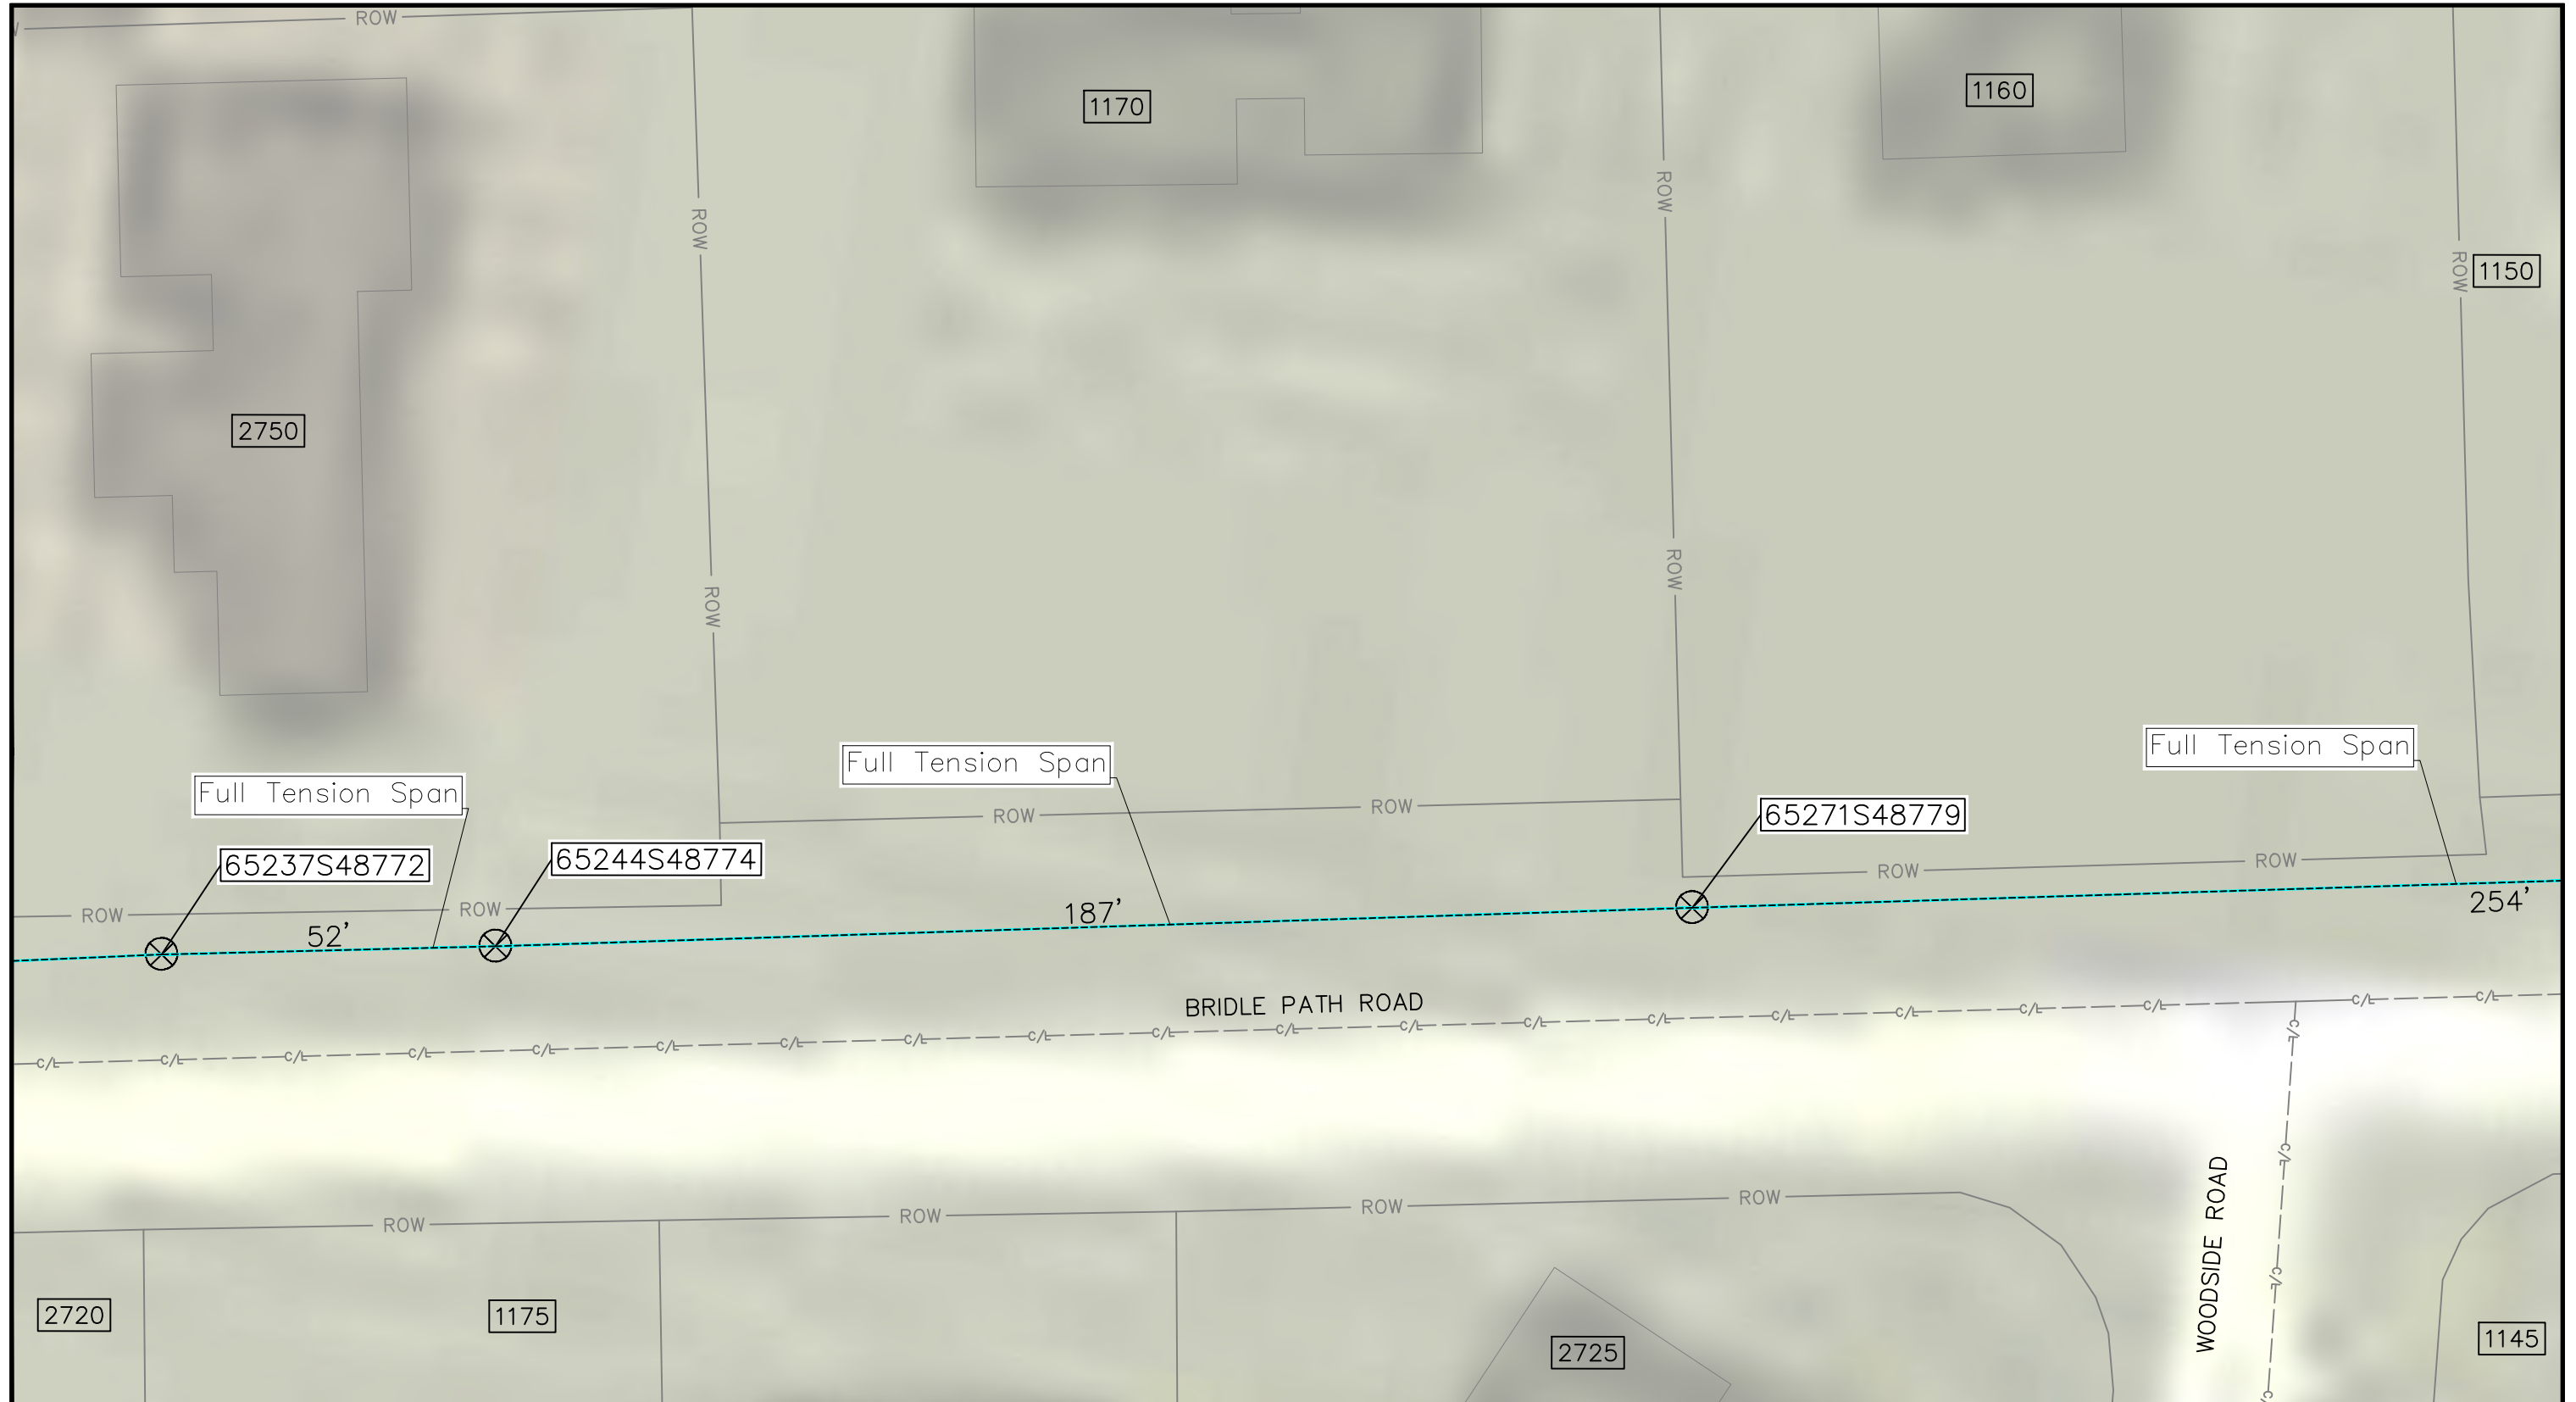 ROW
ROW
1170
1160
ROW
ROW
ROW
1150
2750
ROW
ROW
Full Tension Span
Full Tension Span
Full Tension Span
ROW
ROW
65271S48779
65237S48772
65244S48774
ROW
ROW
ROW
ROW
52'
187'
254'
BRIDLE PATH ROAD
C/L C/L C/L C/L C/L C/L C/L C/L C/L C/L C/L C/L C/L C/L C/L C/L C/L C/L C/L C/L
C/L
C/L
C/L
C/L
WOODSIDE ROAD
ROW
ROW
ROW
ROW
2720
1175
2725
1145